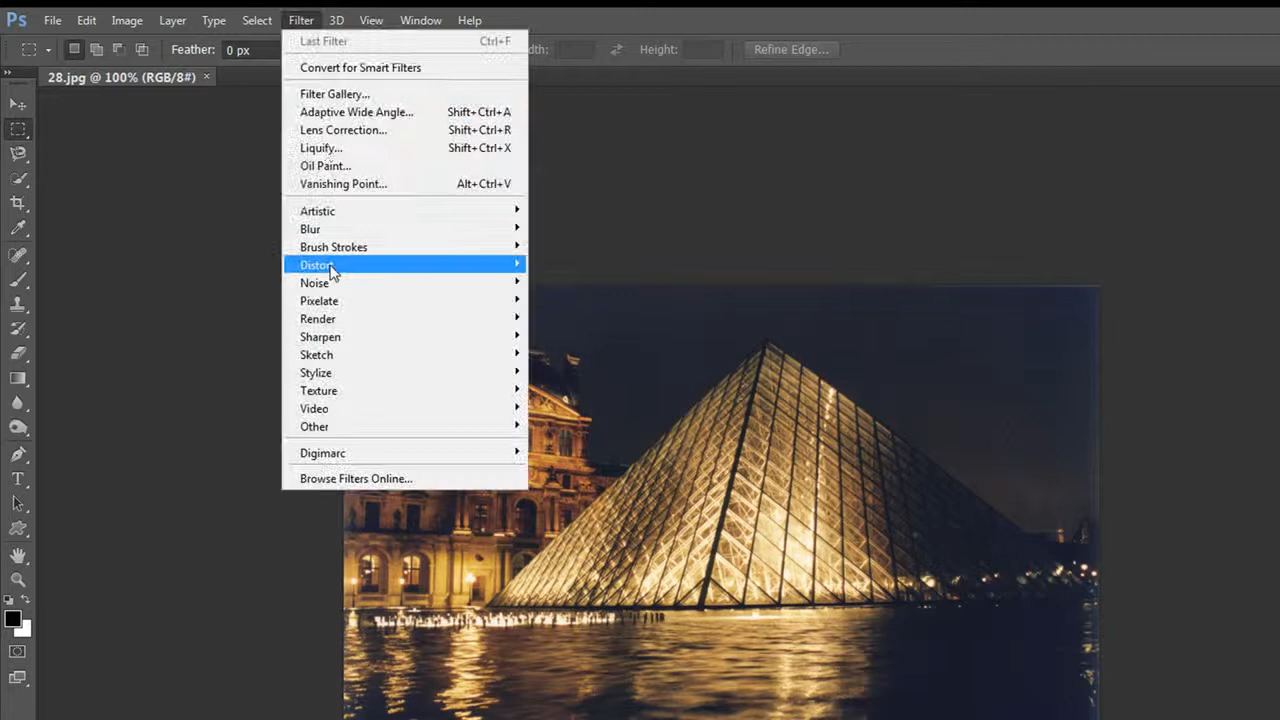 Ps File Edit Image Layer Type Select Filter 3D View Window Help
Feather: 0 px Width: Height: Refine Edge...
28.jpg @ 100% (RGB/8#) ×
Last Filter Ctrl+F
Convert for Smart Filters
Filter Gallery...
Adaptive Wide Angle... Shift+Ctrl+A
Lens Correction... Shift+Ctrl+R
Liquify... Shift+Ctrl+X
Oil Paint...
Vanishing Point... Alt+Ctrl+V
Artistic
Blur
Brush Strokes
Distort
Noise
Pixelate
Render
Sharpen
Sketch
Stylize
Texture
Video
Other
Digimarc
Browse Filters Online...